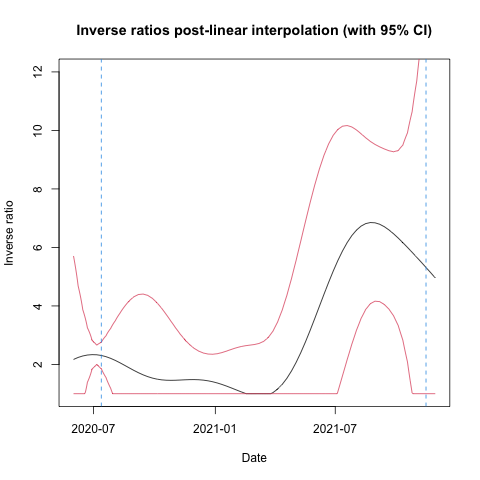 Inverse ratios post-linear interpolation (with 95% CI)
Inverse ratio
12
10
8
6
4
2
2020-07 2021-01 2021-07
Date